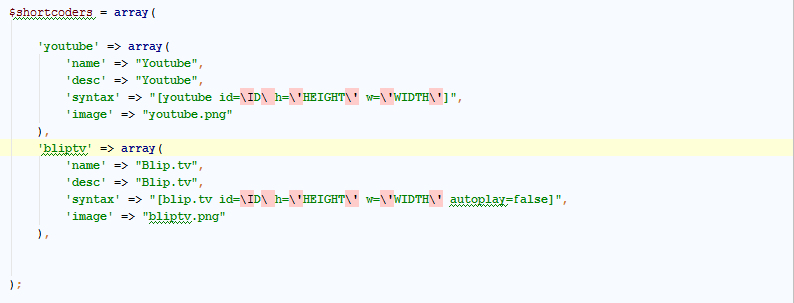 $shortcoders = array(
'youtube' => array(
'name' => "Youtube",
'desc' => "Youtube",
'syntax' => "[youtube id=\ID\ h=\'HEIGHT\' w=\'WIDTH\']",
'image' => "youtube.png"
),
'bliptv' => array(
'name' => "Blip.tv",
'desc' => "Blip.tv",
'syntax' => "[blip.tv id=\ID\ h=\'HEIGHT\' w=\'WIDTH\' autoplay=false]",
'image' => "bliptv.png"
),
);